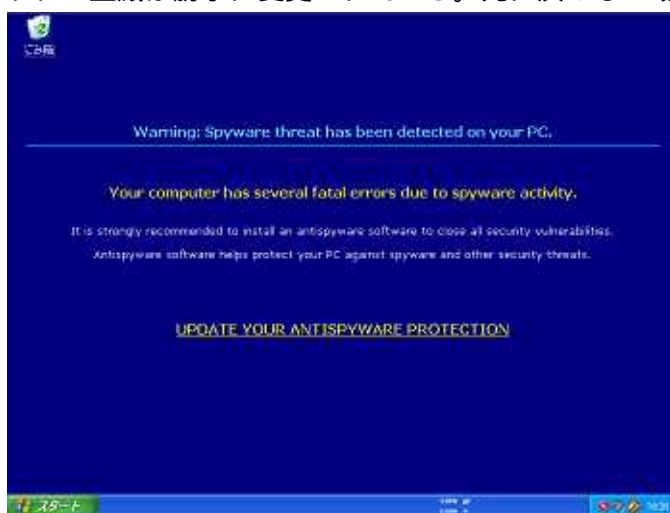 ごみ箱
Warning: Spyware threat has been detected on your PC.
Your computer has several fatal errors due to spyware activity.
It is strongly recommended to install an antispyware software to close all security vulnerabilities.
Antispyware software helps protect your PC against spyware and other security threats.
UPDATE YOUR ANTISPYWARE PROTECTION
スタート